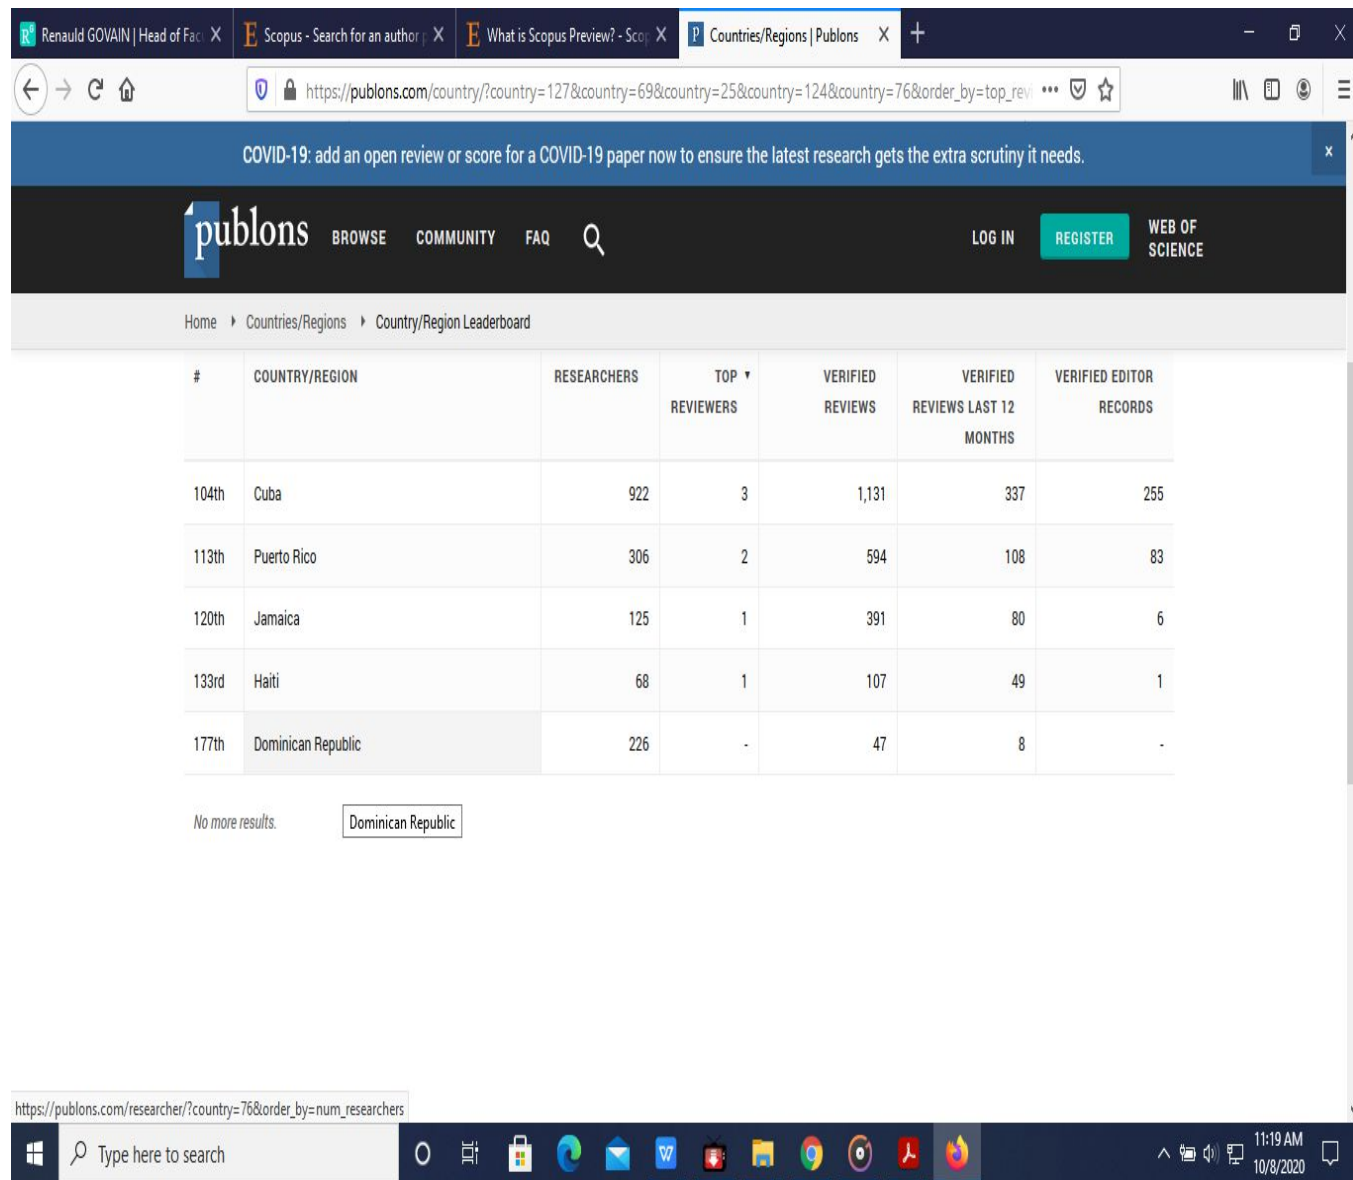 Renauld GOVAIN | Head of Fac
Scopus - Search for an author p
What is Scopus Preview? - Scop
Countries/Regions | Publons
https://publons.com/country/?country=127&country=69&country=25&country=124&country=76&order_by=top_revi
COVID-19: add an open review or score for a COVID-19 paper now to ensure the latest research gets the extra scrutiny it needs.
x
publons BROWSE COMMUNITY FAQ LOG IN REGISTER WEB OF SCIENCE
Home Countries/Regions Country/Region Leaderboard
# COUNTRY/REGION RESEARCHERS TOP REVIEWERS VERIFIED REVIEWS VERIFIED REVIEWS LAST 12 MONTHS VERIFIED EDITOR RECORDS
104th Cuba 922 3 1,131 337 255
113th Puerto Rico 306 2 594 108 83
120th Jamaica 125 1 391 80 6
133rd Haiti 68 1 107 49 1
177th Dominican Republic 226 - 47 8 -
No more results.
Dominican Republic
https://publons.com/researcher/?country=76&order_by=num_researchers
Type here to search
11:19 AM
10/8/2020